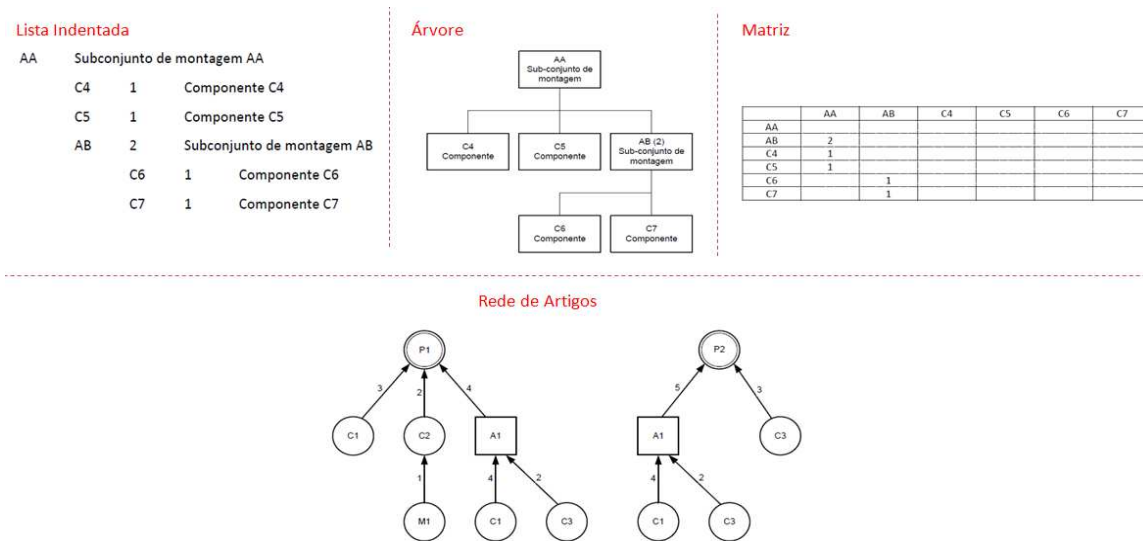 Lista Indentada
AA Subconjunto de montagem AA
C4 1 Componente C4
C5 1 Componente C5
AB 2 Subconjunto de montagem AB
C6 1 Componente C6
C7 1 Componente C7
Árvore
AA
Sub-conjunto de
montagem
C4
Componente
C5
Componente
AB (2)
Sub-conjunto de
montagem
C6
Componente
C7
Componente
Matriz
AA AB C4 C5 C6 C7
AA
AB 2
C4 1
C5 1
C6 1
C7 1
Rede de Artigos
P1
3 2 4
C1 C2 A1
1 4 2
M1 C1 C3
P2
5 3
A1 C3
4 2
C1 C3